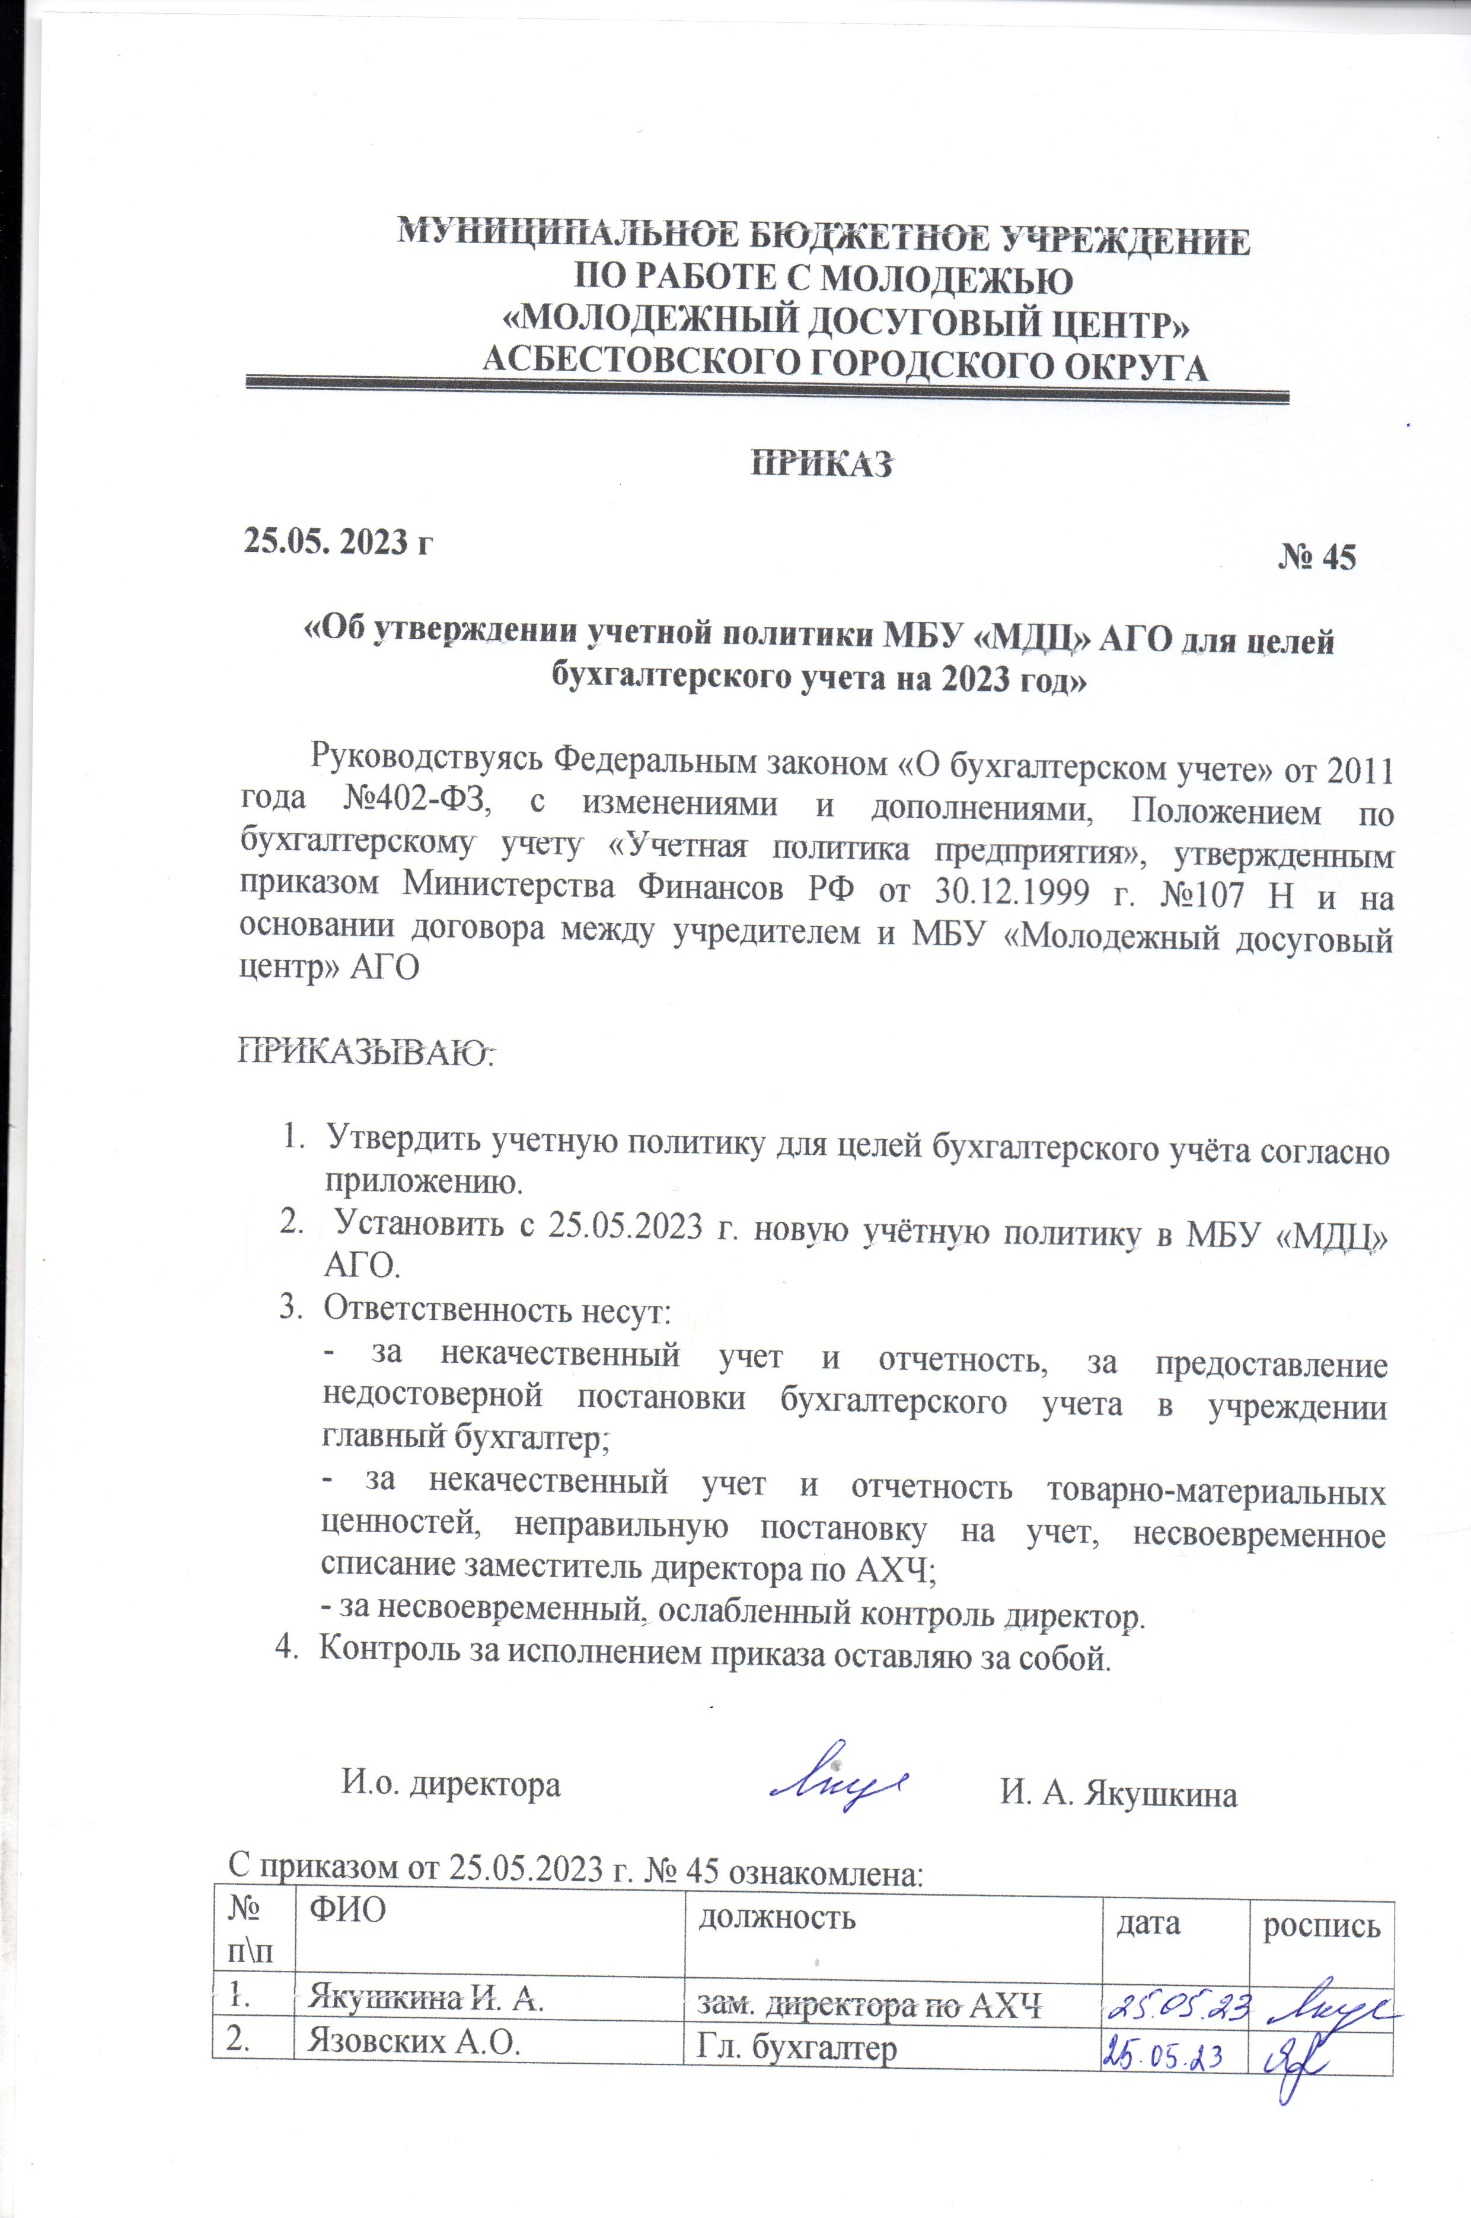 МУНИЦИПАЛЬНОЕ БЮДЖЕТНОЕ УЧРЕЖДЕНИЕ
ПО РАБОТЕ С МОЛОДЕЖЬЮ
«МОЛОДЕЖНЫЙ ДОСУГОВЫЙ ЦЕНТР»
АСБЕСТОВСКОГО ГОРОДСКОГО ОКРУГА
ПРИКАЗ
25.05. 2023 г № 45
«Об утверждении учетной политики МБУ «МДЦ» АГО для целей
бухгалтерского учета на 2023 год»
Руководствуясь Федеральным законом «О бухгалтерском учете» от 2011
года №402-ФЗ, с изменениями и дополнениями, Положением по
бухгалтерскому учету «Учетная политика предприятия», утвержденным
приказом Министерства Финансов РФ от 30.12.1999 г. №107 Н и на
основании договора между учредителем и МБУ «Молодежный досуговый
центр» АГО
ПРИКАЗЫВАЮ:
1. Утвердить учетную политику для целей бухгалтерского учёта согласно
приложению.
2. Установить с 25.05.2023 г. новую учётную политику в МБУ «МДЦ»
АГО.
3. Ответственность несут:
- за некачественный учет и отчетность, за предоставление
недостоверной постановки бухгалтерского учета в учреждении
главный бухгалтер;
- за некачественный учет и отчетность товарно-материальных
ценностей, неправильную постановку на учет, несвоевременное
списание заместитель директора по АХЧ;
- за несвоевременный, ослабленный контроль директор.
4. Контроль за исполнением приказа оставляю за собой.
И.о. директора И. А. Якушкина
С приказом от 25.05.2023 г. № 45 ознакомлена:
№ ФИО должность дата роспись
п\п
1. Якушкина И. А. зам. директора по АХЧ 25.05.23
2. Язовских А.О. Гл. бухгалтер 25.05.23